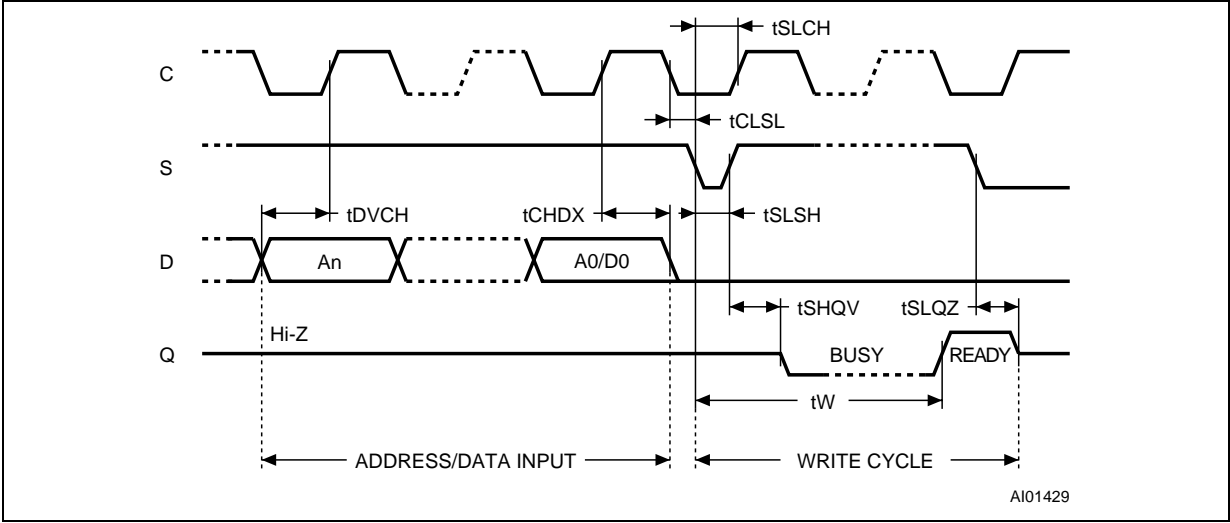 tSLCH
C
tCLSL
S
tDVCH tCHDX tSLSH
D An A0/D0
tSHQV tSLQZ
Hi-Z
Q BUSY READY
tW
ADDRESS/DATA INPUT WRITE CYCLE
AI01429